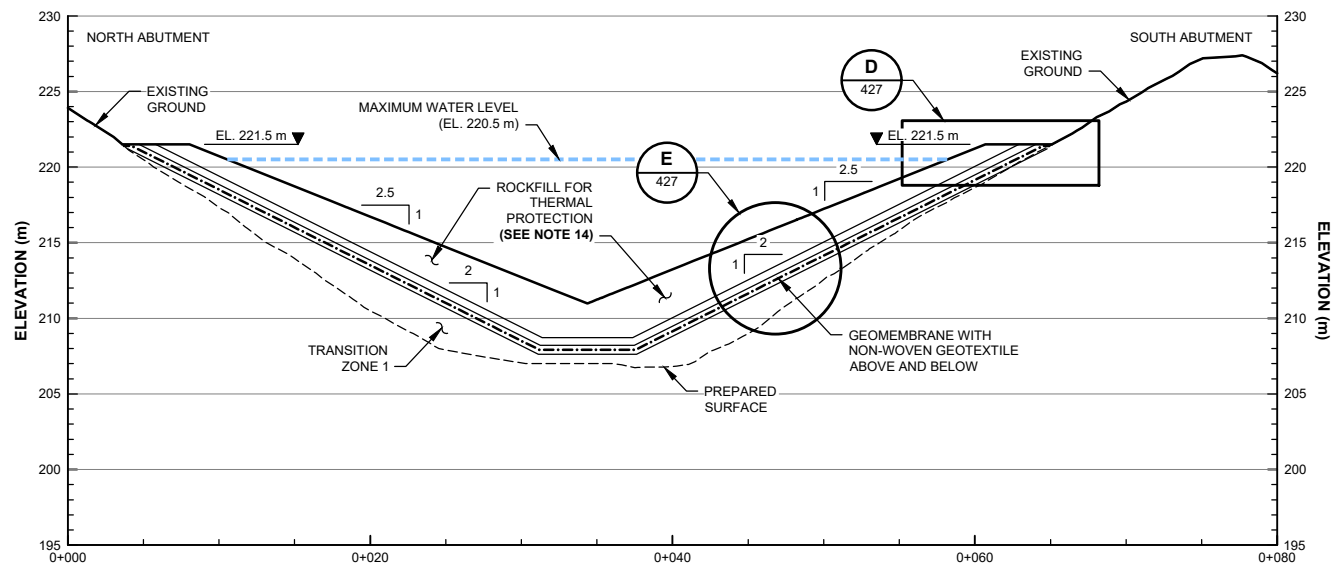 230
230
NORTH ABUTMENT
SOUTH ABUTMENT
EXISTING
GROUND
D
427
225
225
EXISTING
GROUND
MAXIMUM WATER LEVEL
(EL. 220.5 m)
EL. 221.5 m
EL. 221.5 m
E
427
220
220
2.5
1
ROCKFILL FOR
THERMAL
PROTECTION
(SEE NOTE 14)
2.5
1
215
215
2
1
2
1
ELEVATION (m)
ELEVATION (m)
210
210
TRANSITION
ZONE 1
GEOMEMBRANE WITH
NON-WOVEN GEOTEXTILE
ABOVE AND BELOW
205
205
PREPARED
SURFACE
200
200
195
195
0+000
0+020
0+040
0+060
0+080